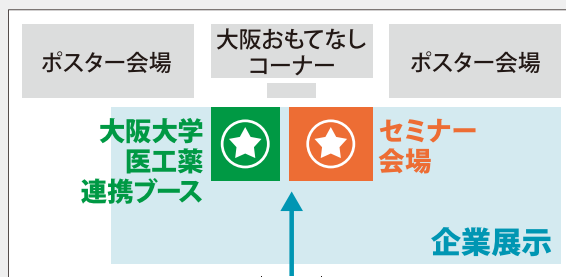 ポスター会場
大阪おもてなし
コーナー
ポスター会場
大阪大学
医工薬
連携ブース
セミナー
会場
企業展示